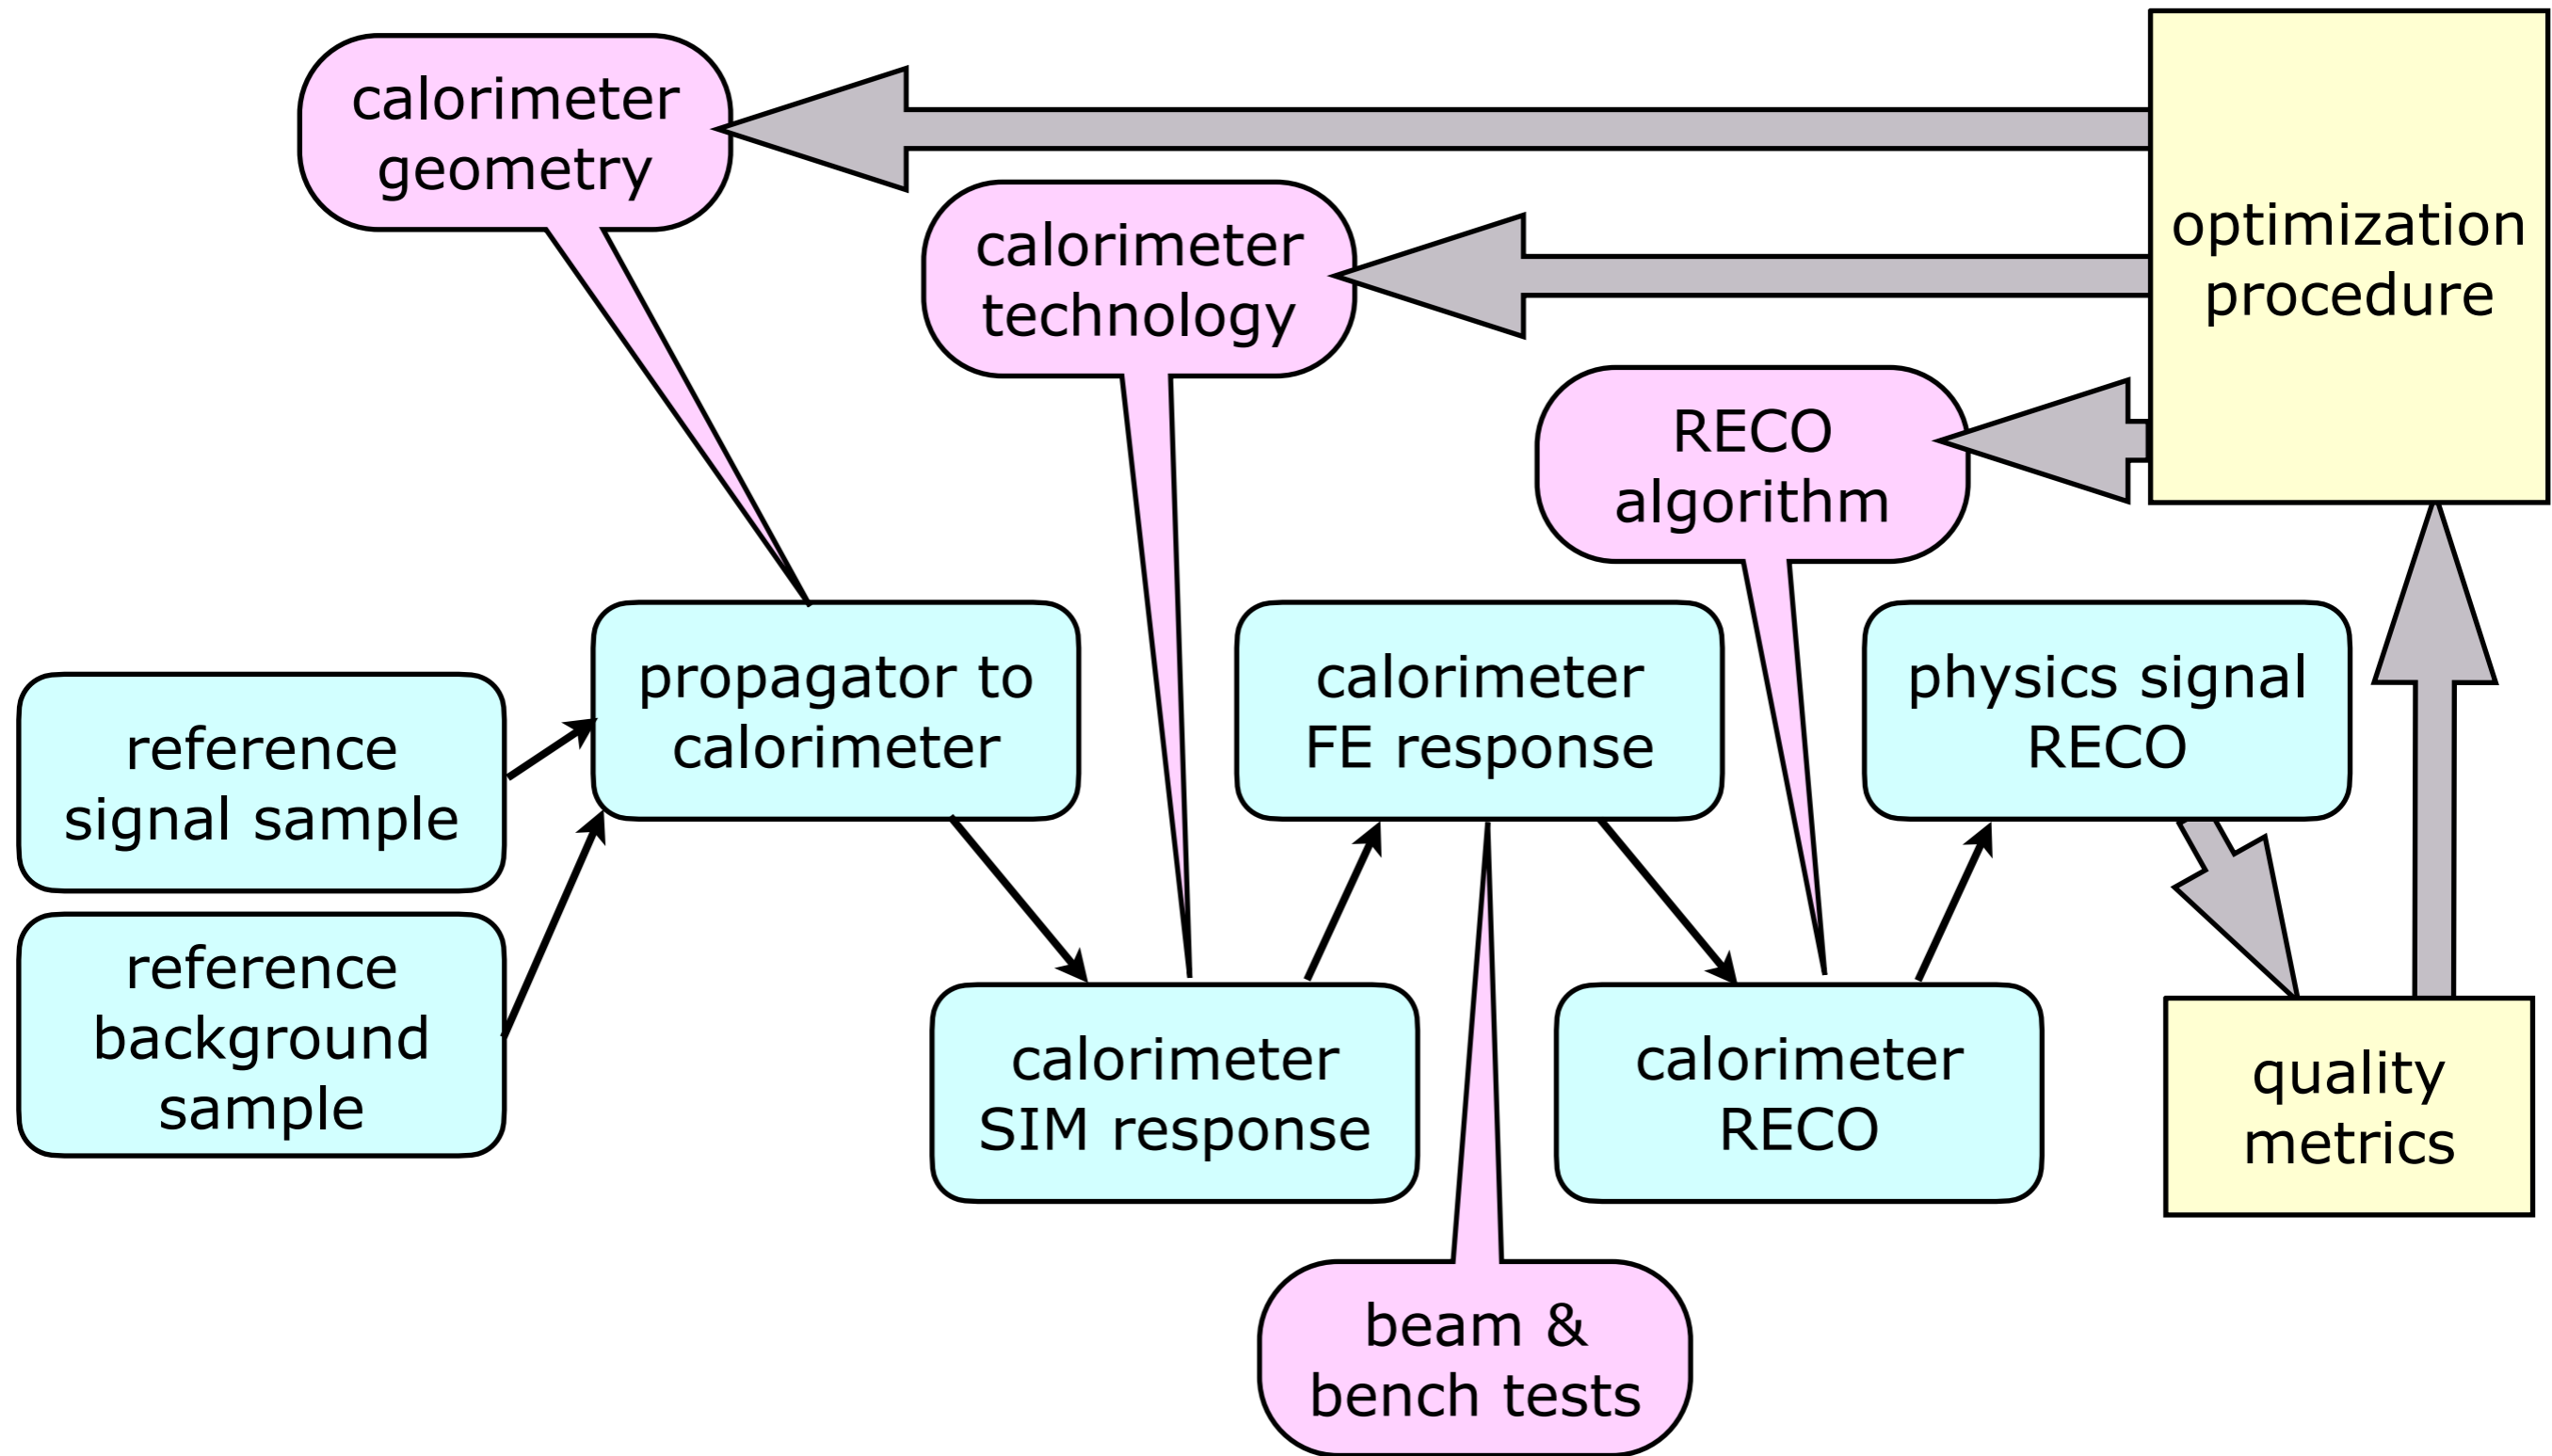 calorimeter
geometry
calorimeter
technology
optimization
procedure
RECO
algorithm
propagator to
calorimeter
calorimeter
FE response
physics signal
RECO
reference
signal sample
reference
background
sample
calorimeter
SIM response
calorimeter
RECO
quality
metrics
beam &
bench tests